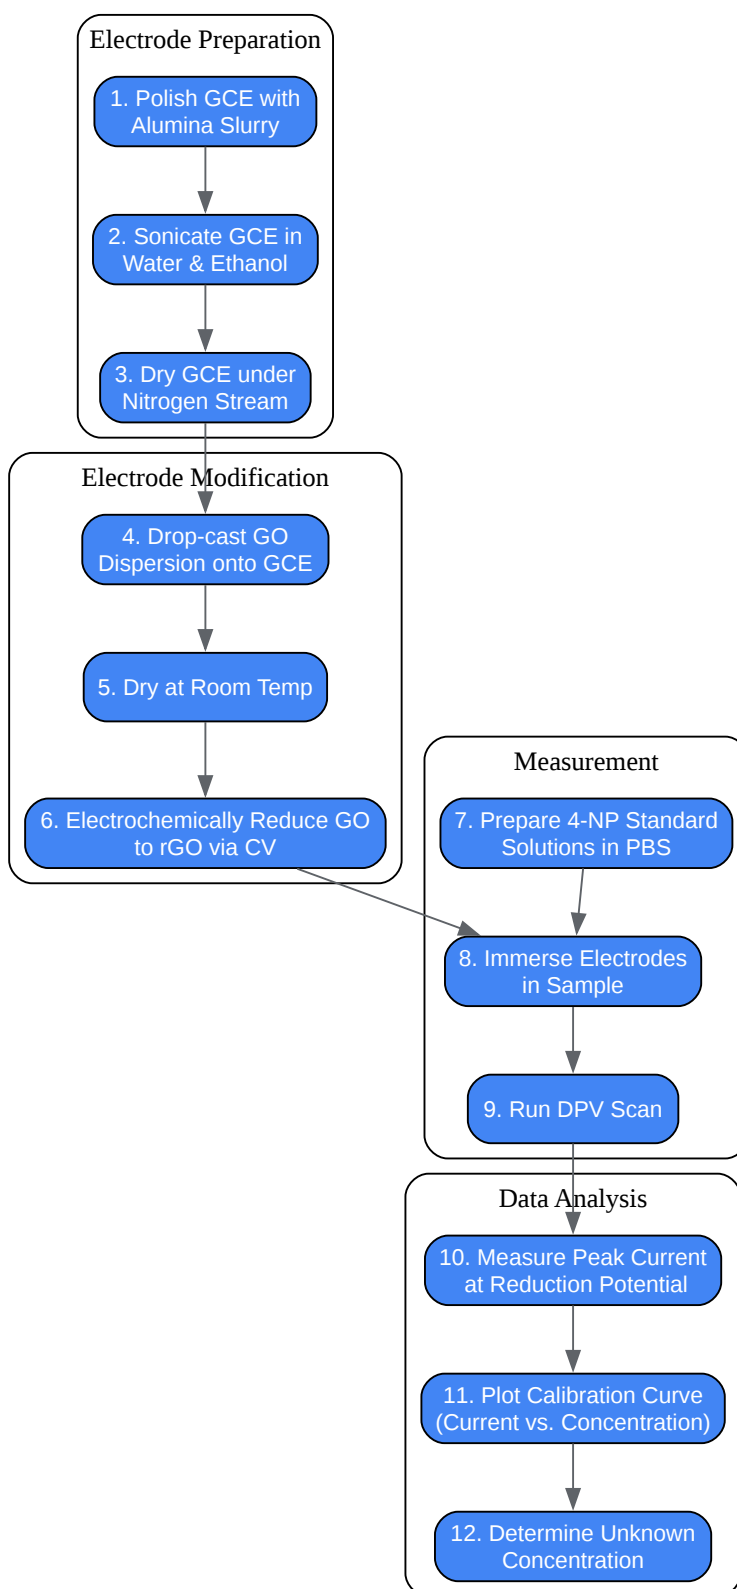 Electrode Preparation
1. Polish GCE with
Alumina Slurry
2. Sonicate GCE in
Water & Ethanol
3. Dry GCE under
Nitrogen Stream
Electrode Modification
4. Drop-cast GO
Dispersion onto GCE
5. Dry at Room Temp
6. Electrochemically Reduce GO
to rGO via CV
Measurement
7. Prepare 4-NP Standard
Solutions in PBS
8. Immerse Electrodes
in Sample
9. Run DPV Scan
Data Analysis
10. Measure Peak Current
at Reduction Potential
11. Plot Calibration Curve
(Current vs. Concentration)
12. Determine Unknown
Concentration